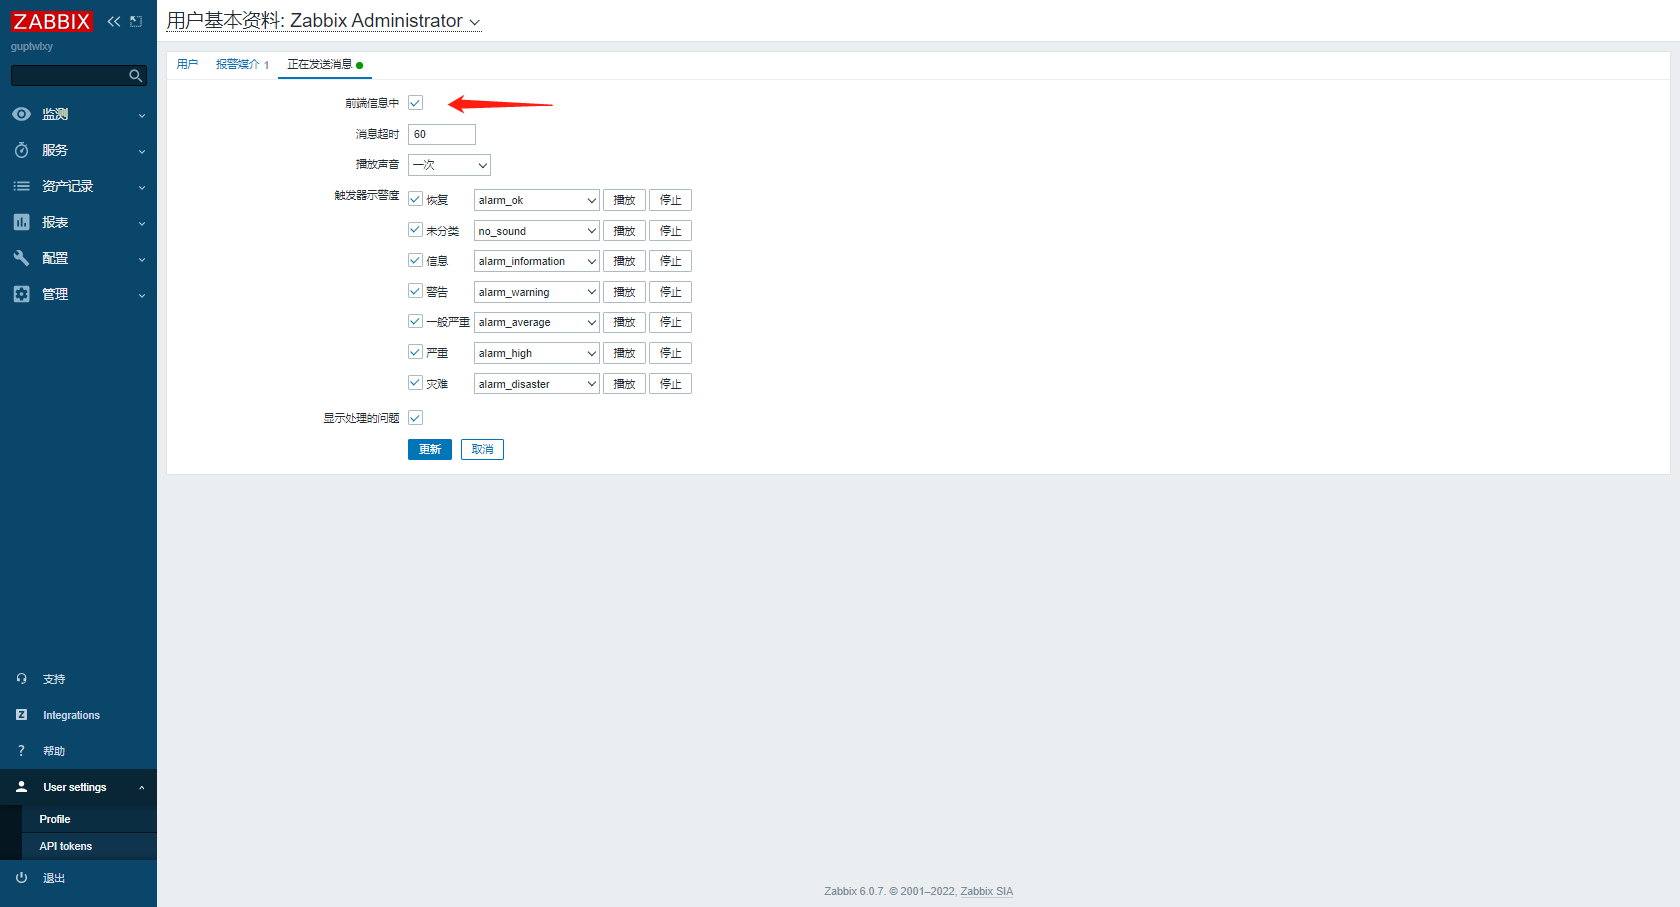 ZABBIX
guptwlxy
监测
服务
资产记录
报表
配置
管理
支持
Integrations
帮助
User settings
Profile
API tokens
退出
用户基本资料: Zabbix Administrator
用户 报警媒介 1 正在发送消息
前端信息中
消息超时 60
播放声音 一次
触发器示警度 恢复 alarm_ok 播放 停止
未分类 no_sound 播放 停止
信息 alarm_information 播放 停止
警告 alarm_warning 播放 停止
一般严重 alarm_average 播放 停止
严重 alarm_high 播放 停止
灾难 alarm_disaster 播放 停止
显示处理的问题
更新 取消
Zabbix 6.0.7. © 2001–2022, Zabbix SIA